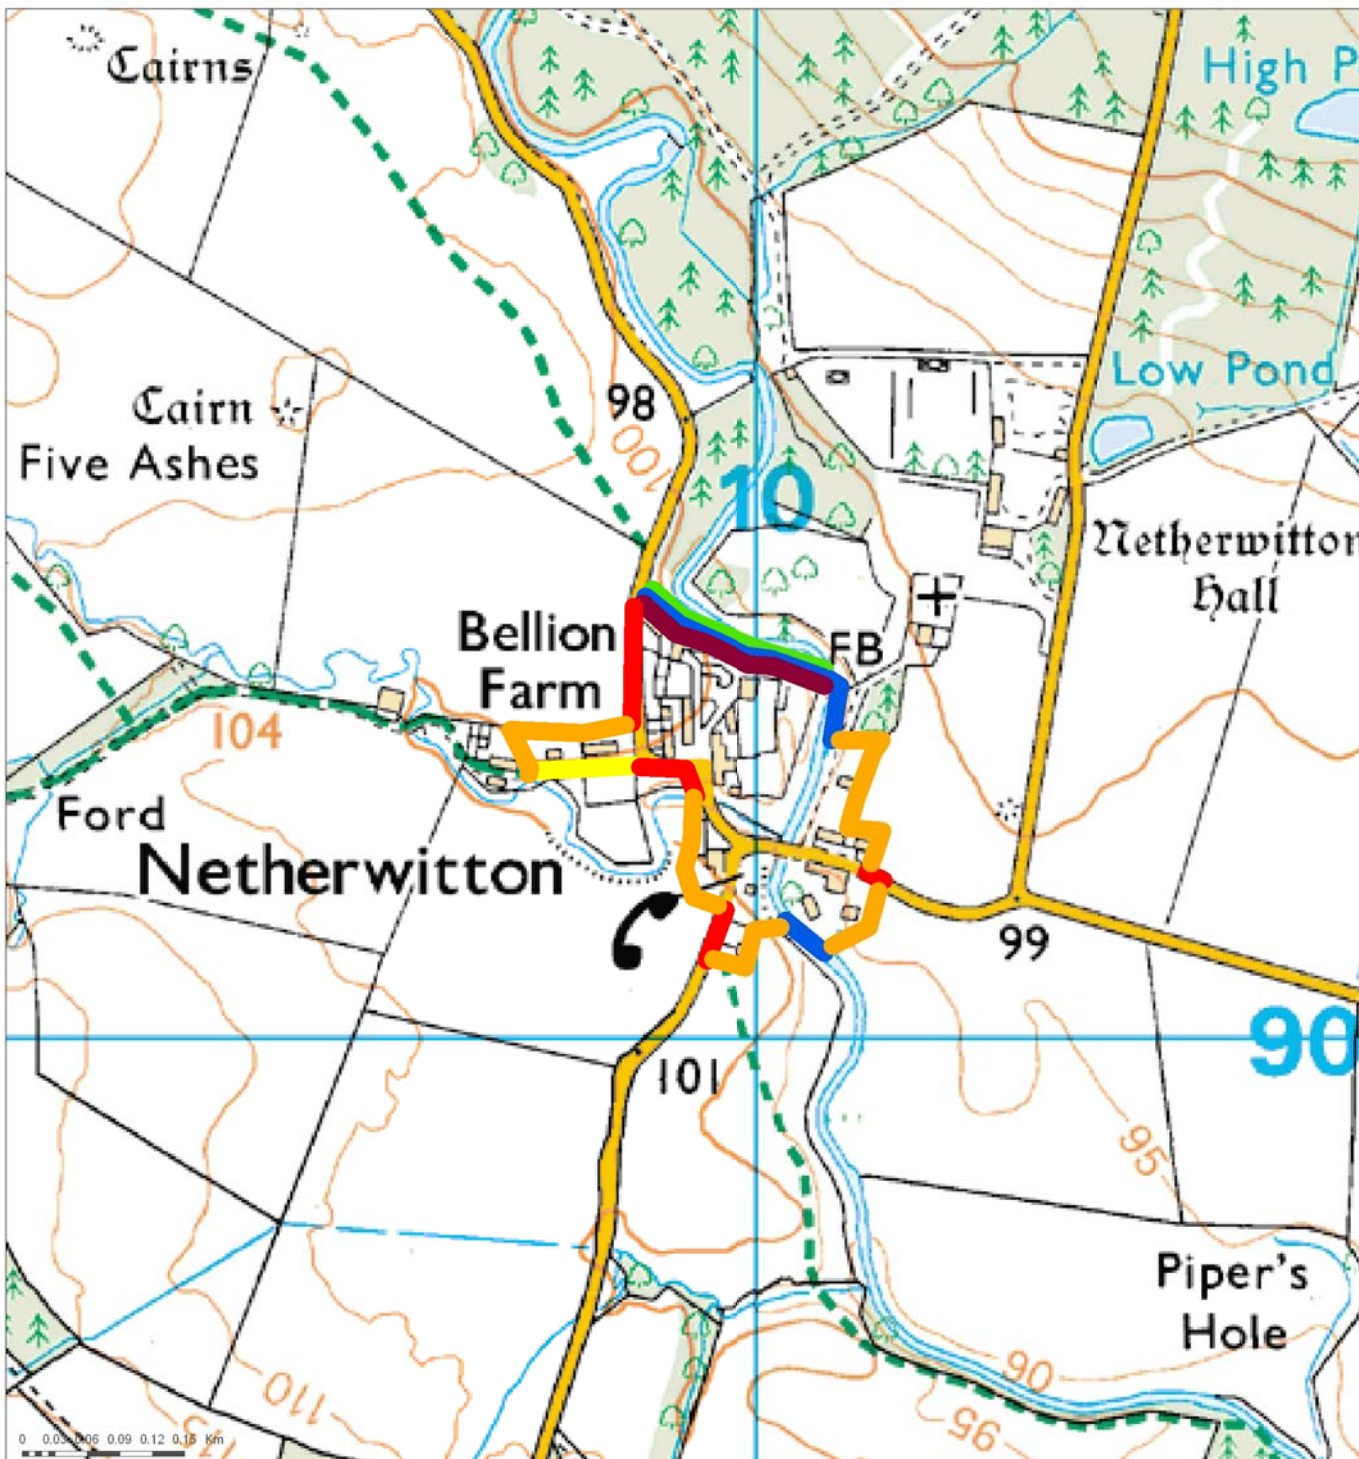 Cairns
High P
Low Pond
98
100
Cairn
Five Ashes
10
Netherwitton
Hall
Bellion
Farm
FB
104
Ford
Netherwitton
99
90
101
95
Piper's
Hole
90
95
110
0 0.03 0.06 0.09 0.12 0.15 Km